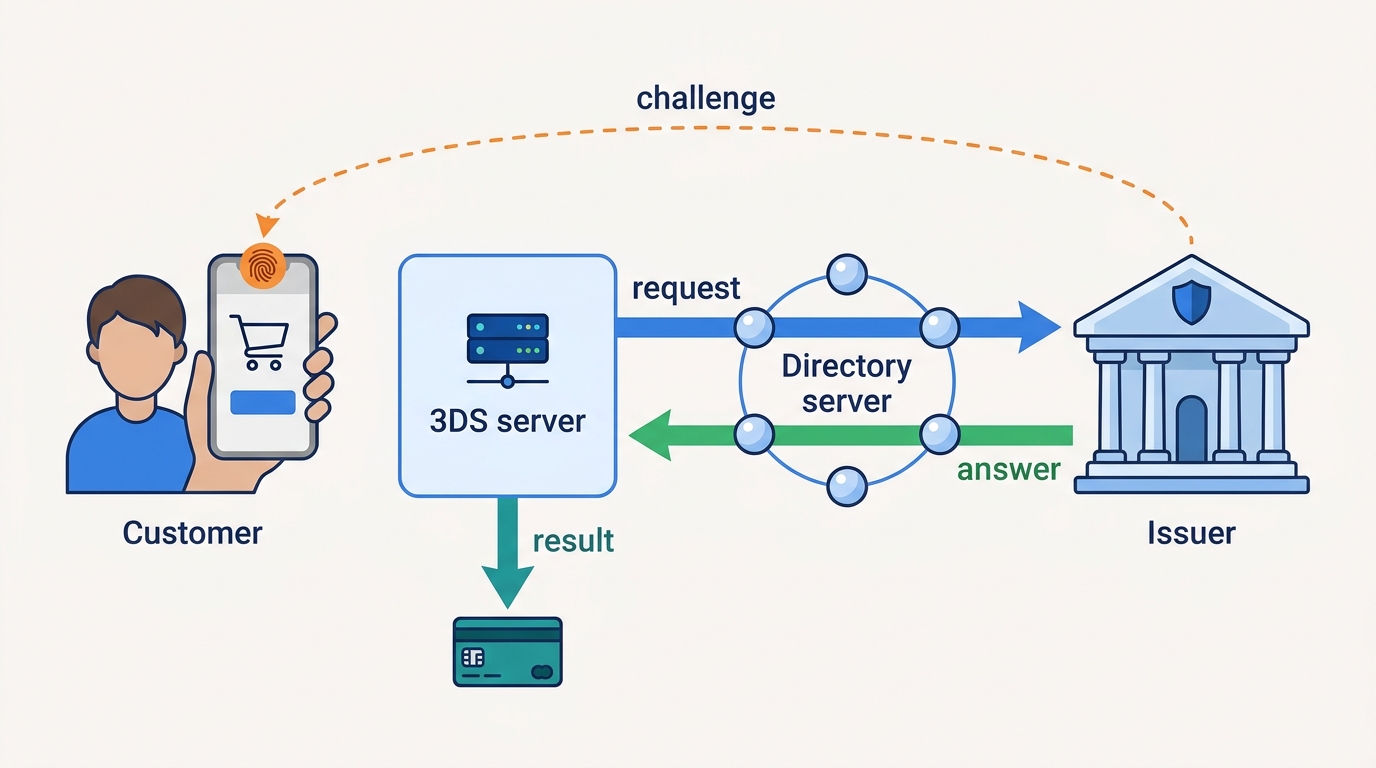 challenge
request
Directory
server
3DS server
answer
Customer
Issuer
result